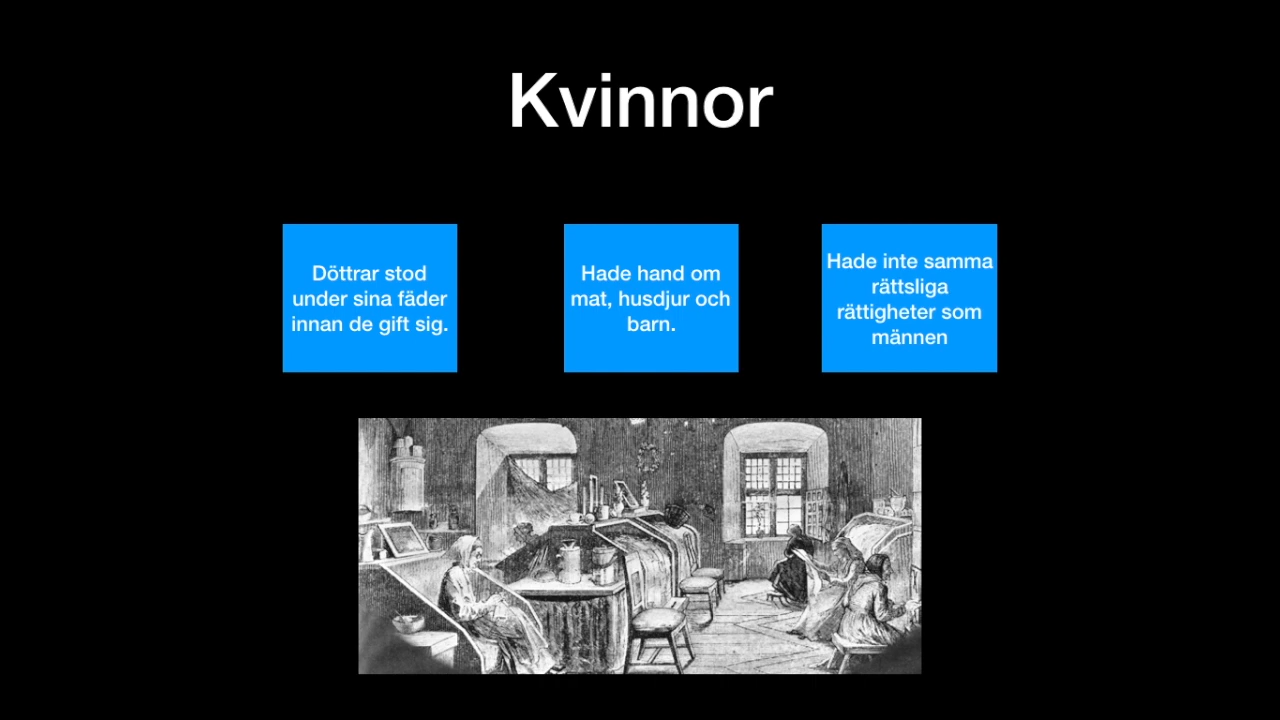 Kvinnor
Döttrar stod
under sina fäder
innan de gift sig.
Hade hand om
mat, husdjur och
barn.
Hade inte samma
rättsliga
rättigheter som
männen